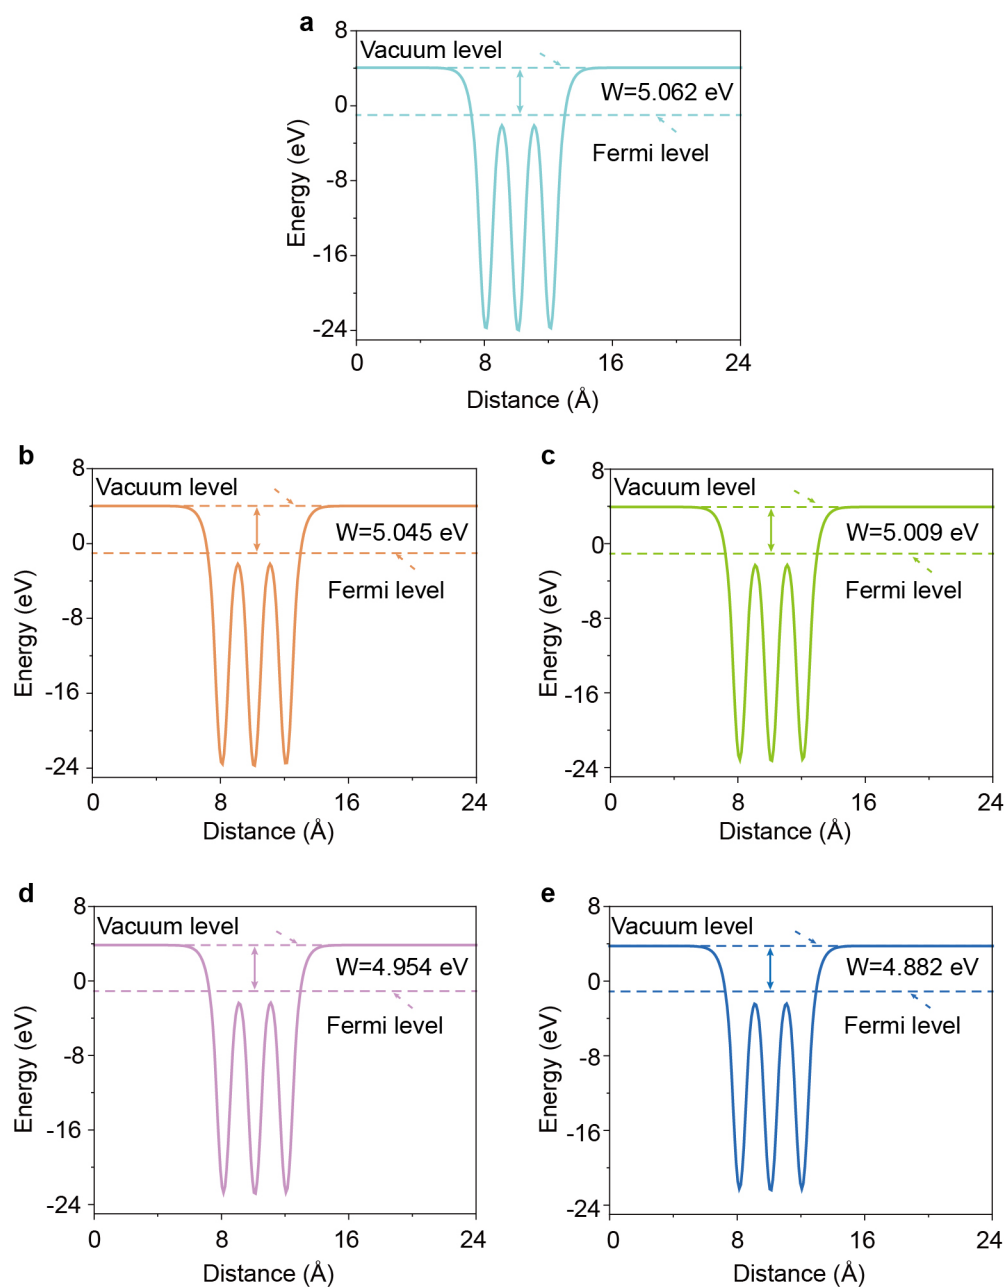 a
8
Vacuum level
W=5.062 eV
0
Fermi level
-8
Energy (eV)
-16
-24
0 8 16 24
Distance (Å)
b
8
Vacuum level
W=5.045 eV
0
Fermi level
-8
Energy (eV)
-16
-24
0 8 16 24
Distance (Å)
c
8
Vacuum level
W=5.009 eV
0
Fermi level
-8
Energy (eV)
-16
-24
0 8 16 24
Distance (Å)
d
8
Vacuum level
W=4.954 eV
0
Fermi level
-8
Energy (eV)
-16
-24
0 8 16 24
Distance (Å)
e
8
Vacuum level
W=4.882 eV
0
Fermi level
-8
Energy (eV)
-16
-24
0 8 16 24
Distance (Å)